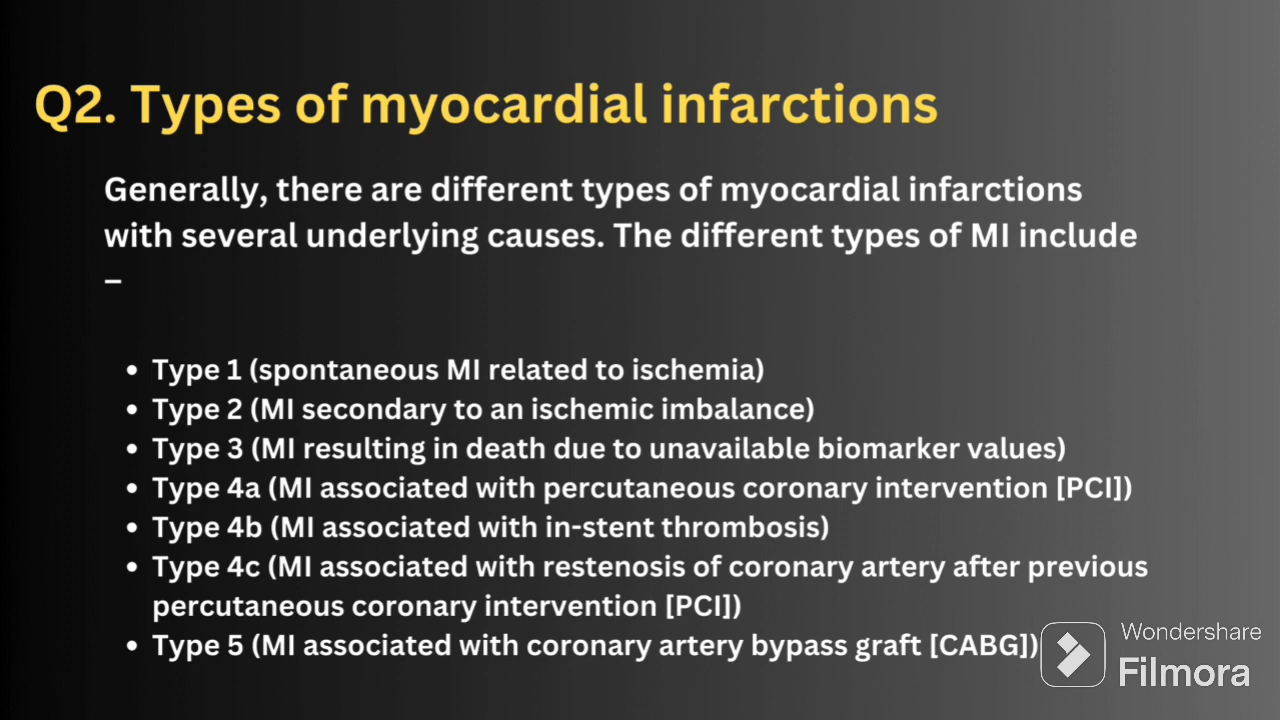 Q2. Types of myocardial infarctions
Generally, there are different types of myocardial infarctions
with several underlying causes. The different types of MI include
–
• Type 1 (spontaneous MI related to ischemia)
• Type 2 (MI secondary to an ischemic imbalance)
• Type 3 (MI resulting in death due to unavailable biomarker values)
• Type 4a (MI associated with percutaneous coronary intervention [PCI])
• Type 4b (MI associated with in-stent thrombosis)
• Type 4c (MI associated with restenosis of coronary artery after previous
percutaneous coronary intervention [PCI])
• Type 5 (MI associated with coronary artery bypass graft [CABG])
Wondershare
Filmora